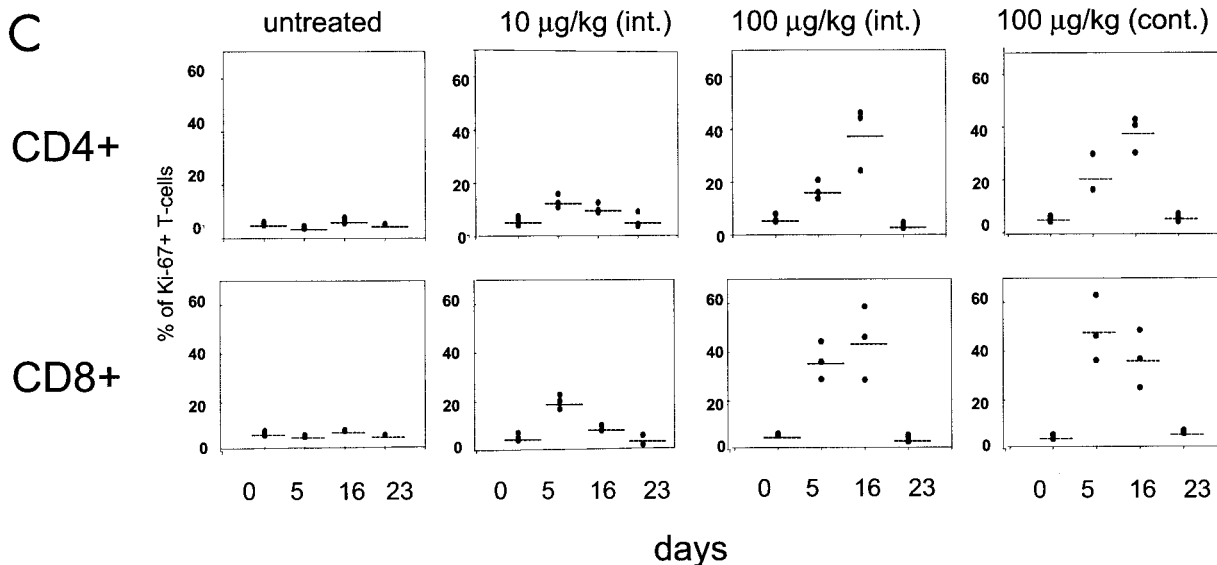 C
untreated 10 μg/kg (int.) 100 μg/kg (int.) 100 μg/kg (cont.)
CD4+
CD8+
% of Ki-67+ T-cells
60 60 60 60
40 40 40 40
20 20 20 20
0 0 0 0
60 60 60 60
40 40 40 40
20 20 20 20
0 0 0 0
0 5 16 23 0 5 16 23 0 5 16 23 0 5 16 23
days